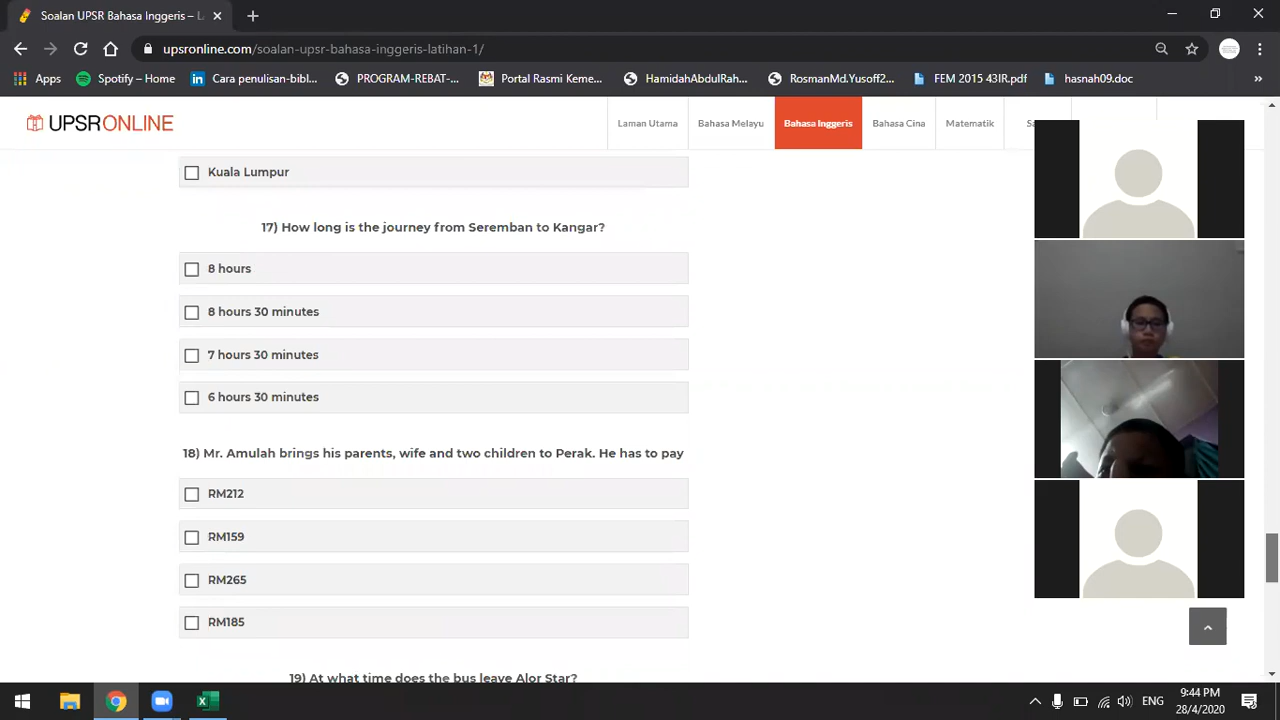 Soalan UPSR Bahasa Inggeris – L
upsronline.com/soalan-upsr-bahasa-inggeris-latihan-1/
Apps Spotify – Home Cara penulisan-bibl... PROGRAM-REBAT-... Portal Rasmi Keme... HamidahAbdulRah... RosmanMd.Yusoff2... FEM 2015 43IR.pdf hasnah09.doc »
UPSRONLINE Laman Utama Bahasa Melayu Bahasa Inggeris Bahasa Cina Matematik
Kuala Lumpur
17) How long is the journey from Seremban to Kangar?
8 hours
8 hours 30 minutes
7 hours 30 minutes
6 hours 30 minutes
18) Mr. Amulah brings his parents, wife and two children to Perak. He has to pay
RM212
RM159
RM265
RM185
19) At what time does the bus leave Alor Star?
ENG 9:44 PM
28/4/2020